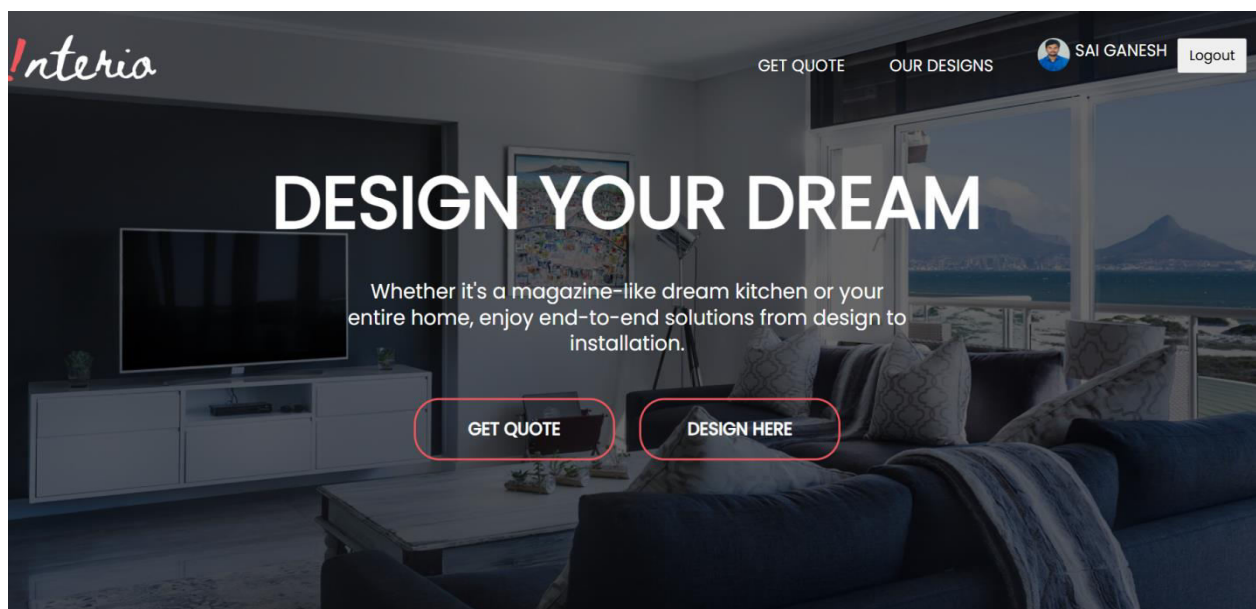 !nteria
GET QUOTE
OUR DESIGNS
SAI GANESH
Logout
DESIGN YOUR DREAM
Whether it's a magazine-like dream kitchen or your
entire home, enjoy end-to-end solutions from design to
installation.
GET QUOTE
DESIGN HERE